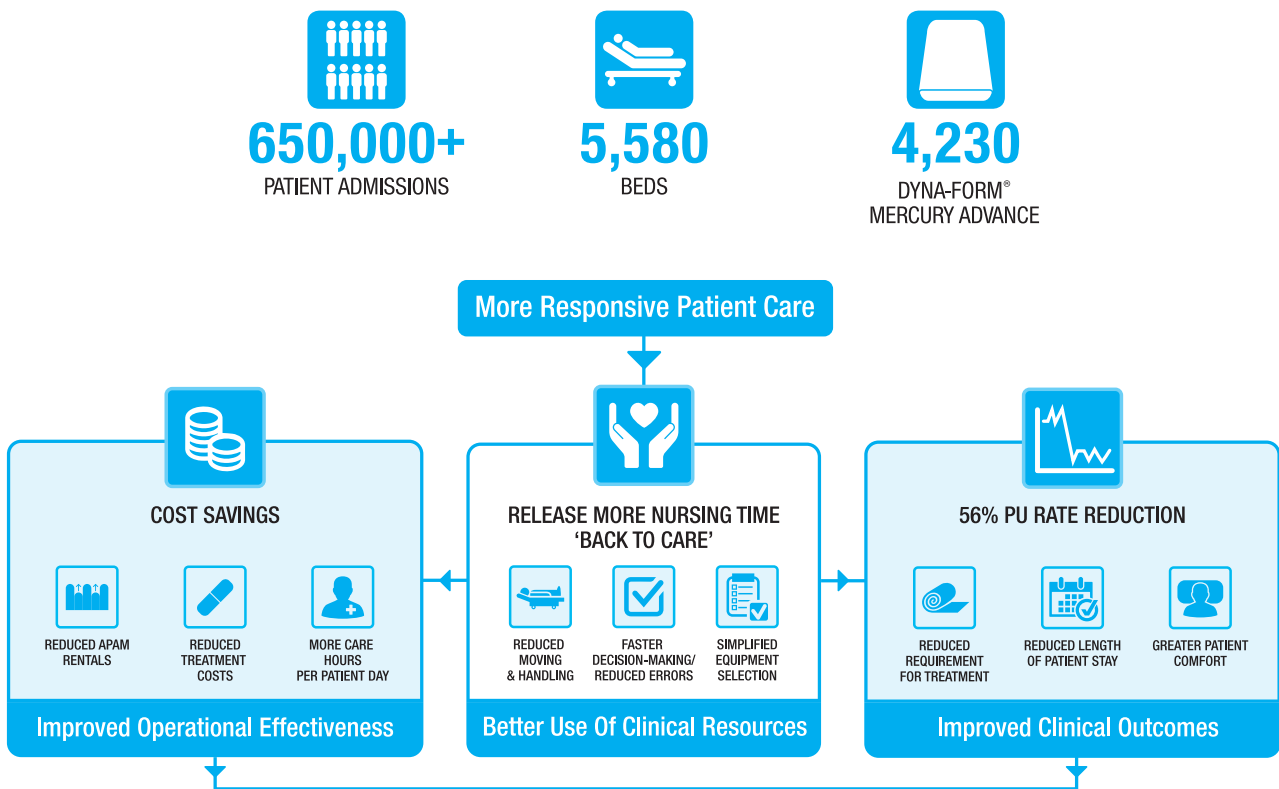 650,000+
PATIENT ADMISSIONS
5,580
BEDS
4,230
DYNA-FORM®
MERCURY ADVANCE
More Responsive Patient Care
COST SAVINGS
REDUCED APAM
RENTALS
REDUCED
TREATMENT
COSTS
MORE CARE
HOURS
PER PATIENT DAY
Improved Operational Effectiveness
RELEASE MORE NURSING TIME
‘BACK TO CARE’
REDUCED
MOVING
& HANDLING
FASTER
DECISION-MAKING/
REDUCED ERRORS
SIMPLIFIED
EQUIPMENT
SELECTION
Better Use Of Clinical Resources
56% PU RATE REDUCTION
REDUCED
REQUIREMENT
FOR TREATMENT
REDUCED LENGTH
OF PATIENT STAY
GREATER PATIENT
COMFORT
Improved Clinical Outcomes